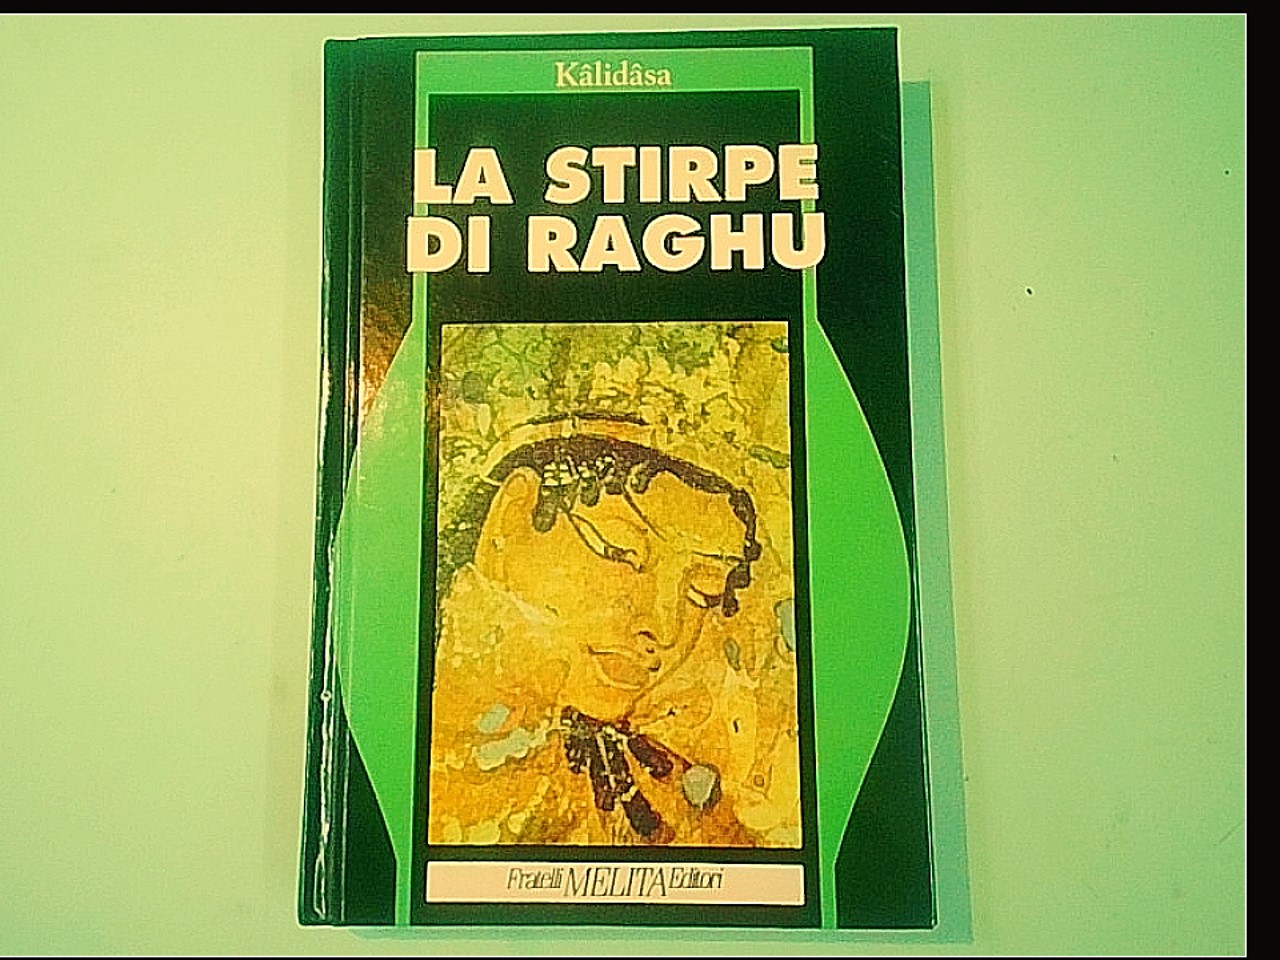 Kâlidâsa
LA STIRPE
DI RAGHU
Fratelli MELITA Editori